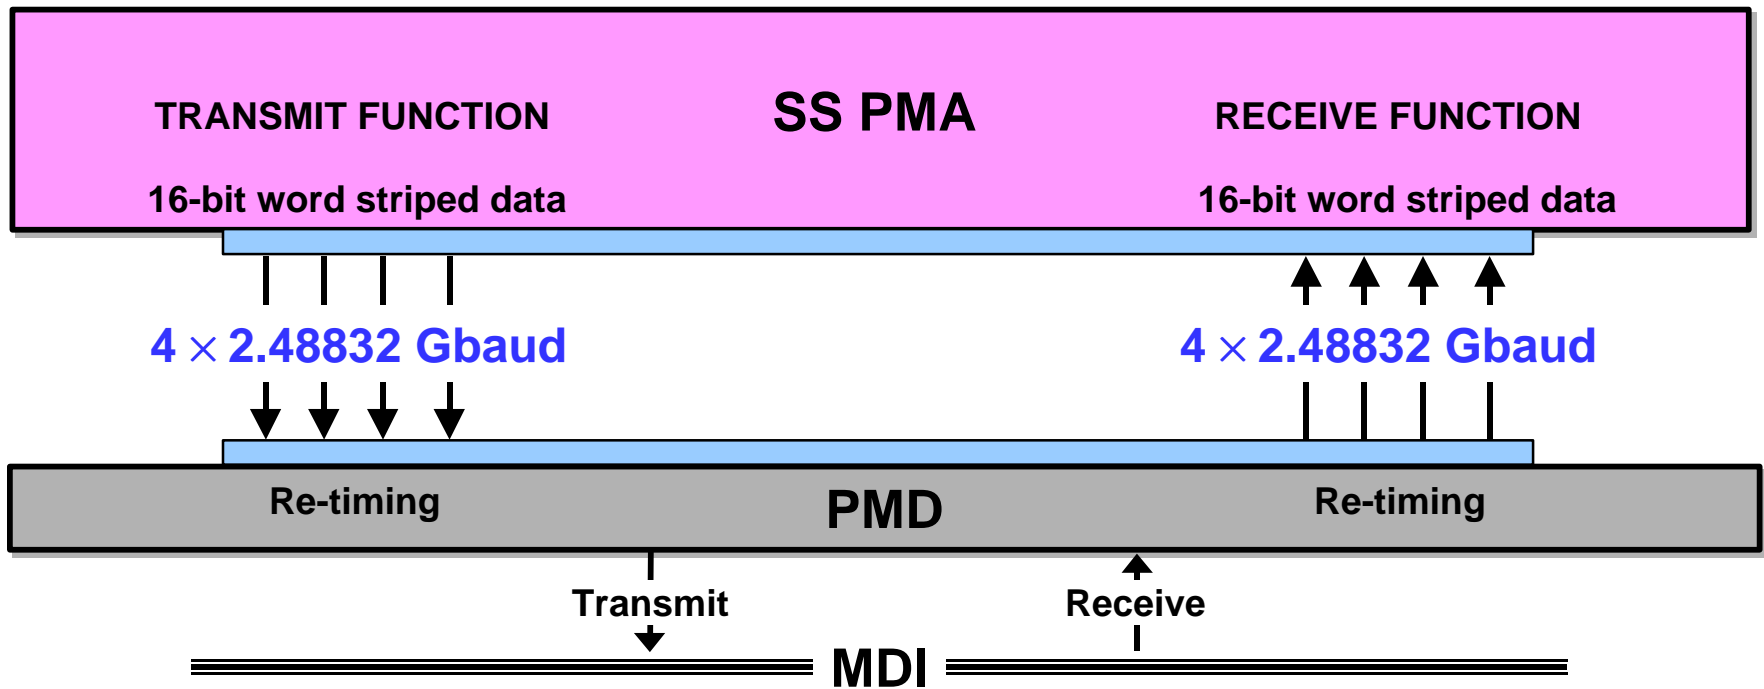 TRANSMIT FUNCTION
SS PMA
RECEIVE FUNCTION
16-bit word striped data
16-bit word striped data
4 × 2.48832 Gbaud
4 × 2.48832 Gbaud
Re-timing
PMD
Re-timing
Transmit
Receive
MDI